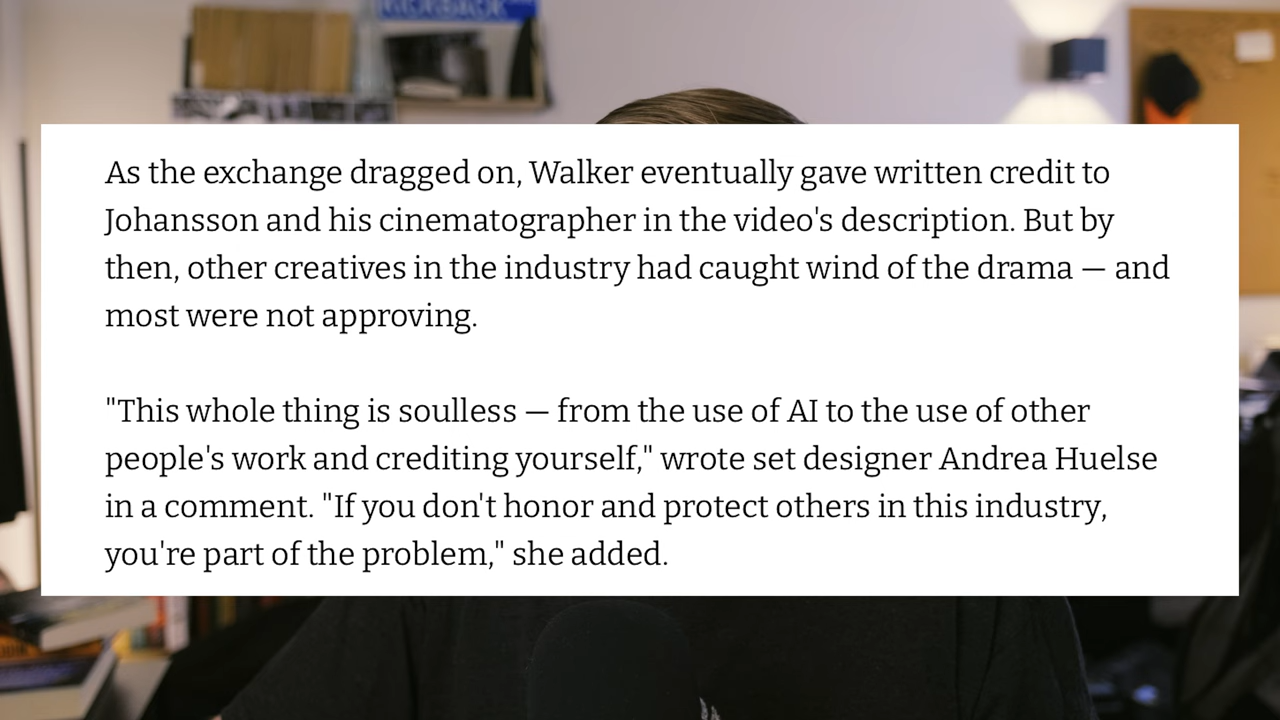 KICKBACK
As the exchange dragged on, Walker eventually gave written credit to
Johansson and his cinematographer in the video's description. But by
then, other creatives in the industry had caught wind of the drama — and
most were not approving.
"This whole thing is soulless — from the use of AI to the use of other
people's work and crediting yourself," wrote set designer Andrea Huelse
in a comment. "If you don't honor and protect others in this industry,
you're part of the problem," she added.